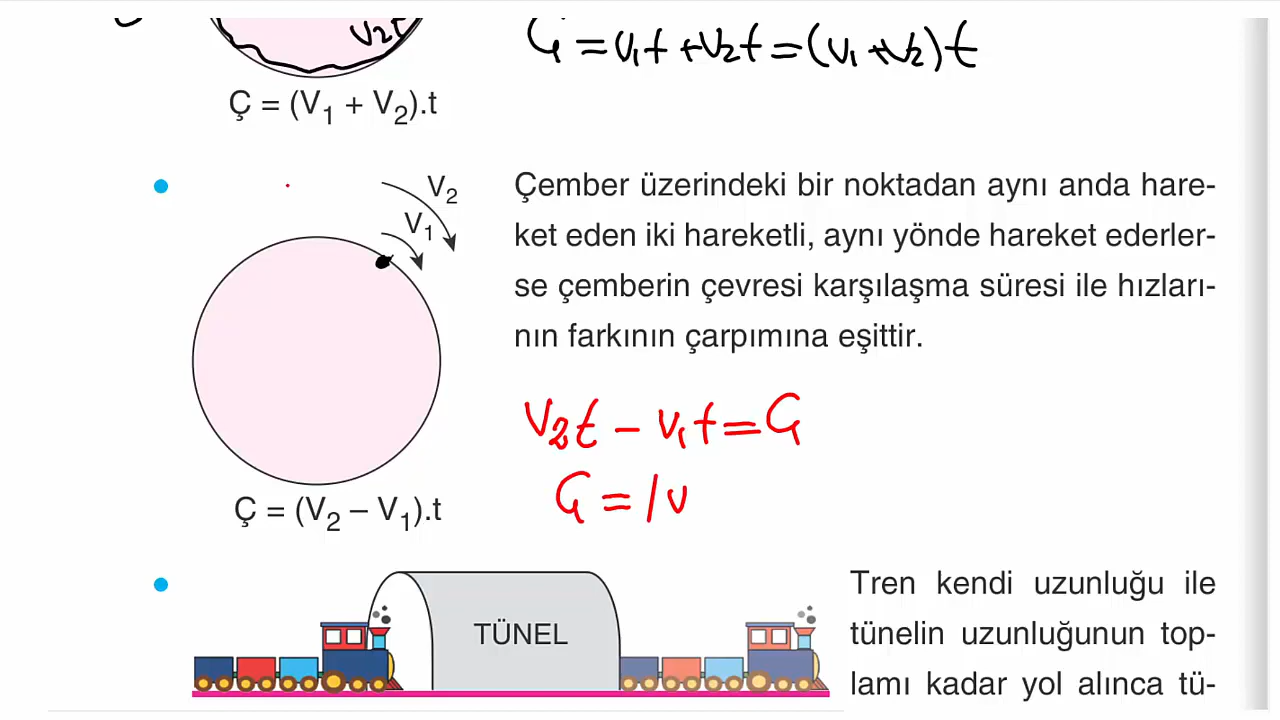 V₂t
Ç = V₁t + V₂t = (V₁ + V₂)t
Ç = (V₁ + V₂).t
V₂
V₁
Çember üzerindeki bir noktadan aynı anda hare-
ket eden iki hareketli, aynı yönde hareket ederler-
se çemberin çevresi karşılaşma süresi ile hızları-
nın farkının çarpımına eşittir.
V₂t – V₁t = Ç
Ç = |V
Ç = (V₂ – V₁).t
TÜNEL
Tren kendi uzunluğu ile
tünelin uzunluğunun top-
lamı kadar yol alınca tü-